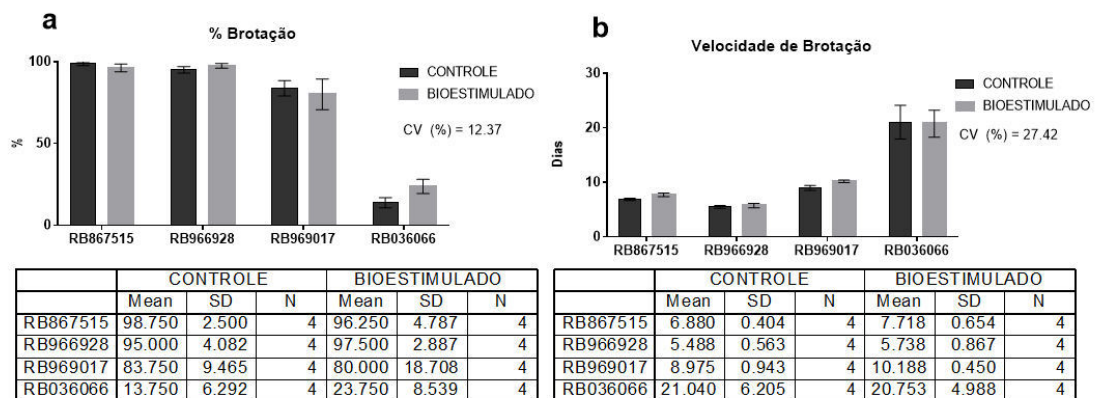 a
% Brotação
100
50
0
%
CONTROLE
BIOESTIMULADO
CV (%) = 12.37
RB867515 RB966928 RB969017 RB036066
CONTROLE BIOESTIMULADO
Mean SD N Mean SD N
RB867515 98.750 2.500 4 96.250 4.787 4
RB966928 95.000 4.082 4 97.500 2.887 4
RB969017 83.750 9.465 4 80.000 18.708 4
RB036066 13.750 6.292 4 23.750 8.539 4
b
Velocidade de Brotação
30
20
10
0
Dias
CONTROLE
BIOESTIMULADO
CV (%) = 27.42
RB867515 RB966928 RB969017 RB036066
CONTROLE BIOESTIMULADO
Mean SD N Mean SD N
RB867515 6.880 0.404 4 7.718 0.654 4
RB966928 5.488 0.563 4 5.738 0.867 4
RB969017 8.975 0.943 4 10.188 0.450 4
RB036066 21.040 6.205 4 20.753 4.988 4